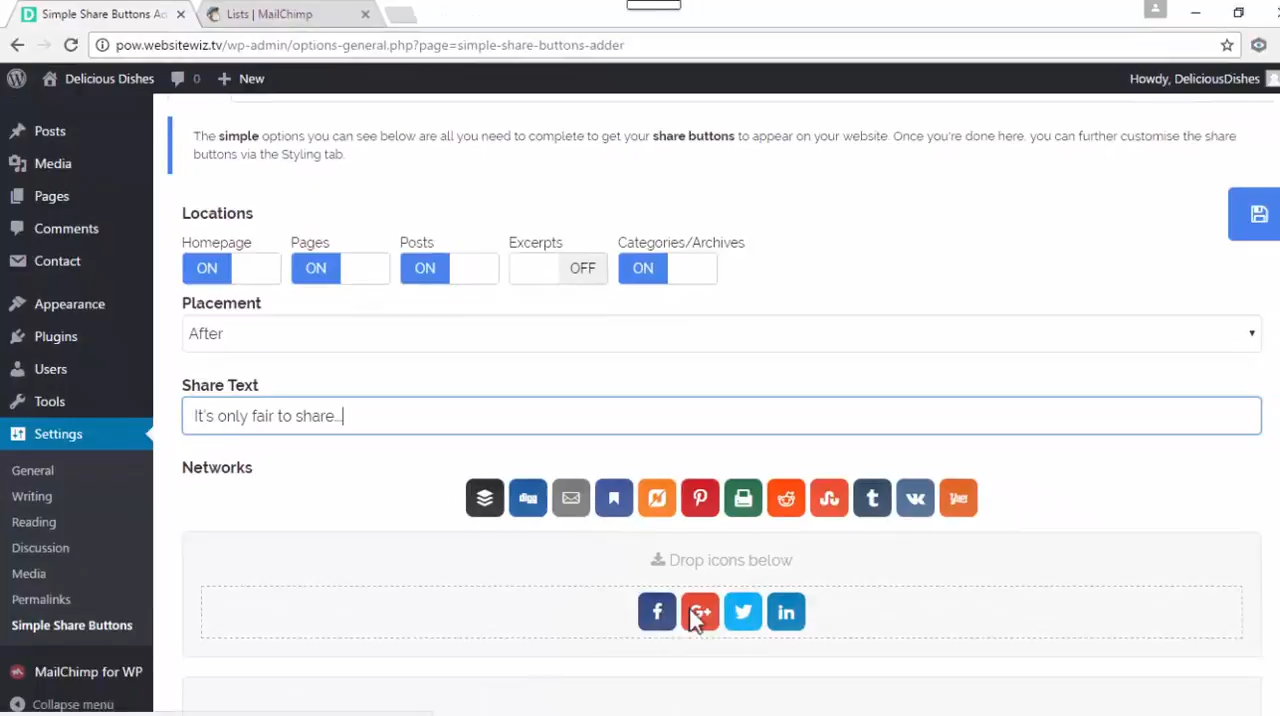 Simple Share Buttons Ad
Lists | MailChimp
pow.websitewiz.tv/wp-admin/options-general.php?page=simple-share-buttons-adder
Delicious Dishes
0
New
Howdy, DeliciousDishes
Posts
Media
Pages
Comments
Contact
Appearance
Plugins
Users
Tools
Settings
General
Writing
Reading
Discussion
Media
Permalinks
Simple Share Buttons
MailChimp for WP
Collapse menu
The simple options you can see below are all you need to complete to get your share buttons to appear on your website. Once you're done here, you can further customise the share
buttons via the Styling tab.
Locations
Homepage Pages Posts Excerpts Categories/Archives
ON ON ON OFF ON
Placement
After
Share Text
It's only fair to share...
Networks
digg
Drop icons below
f G+ in